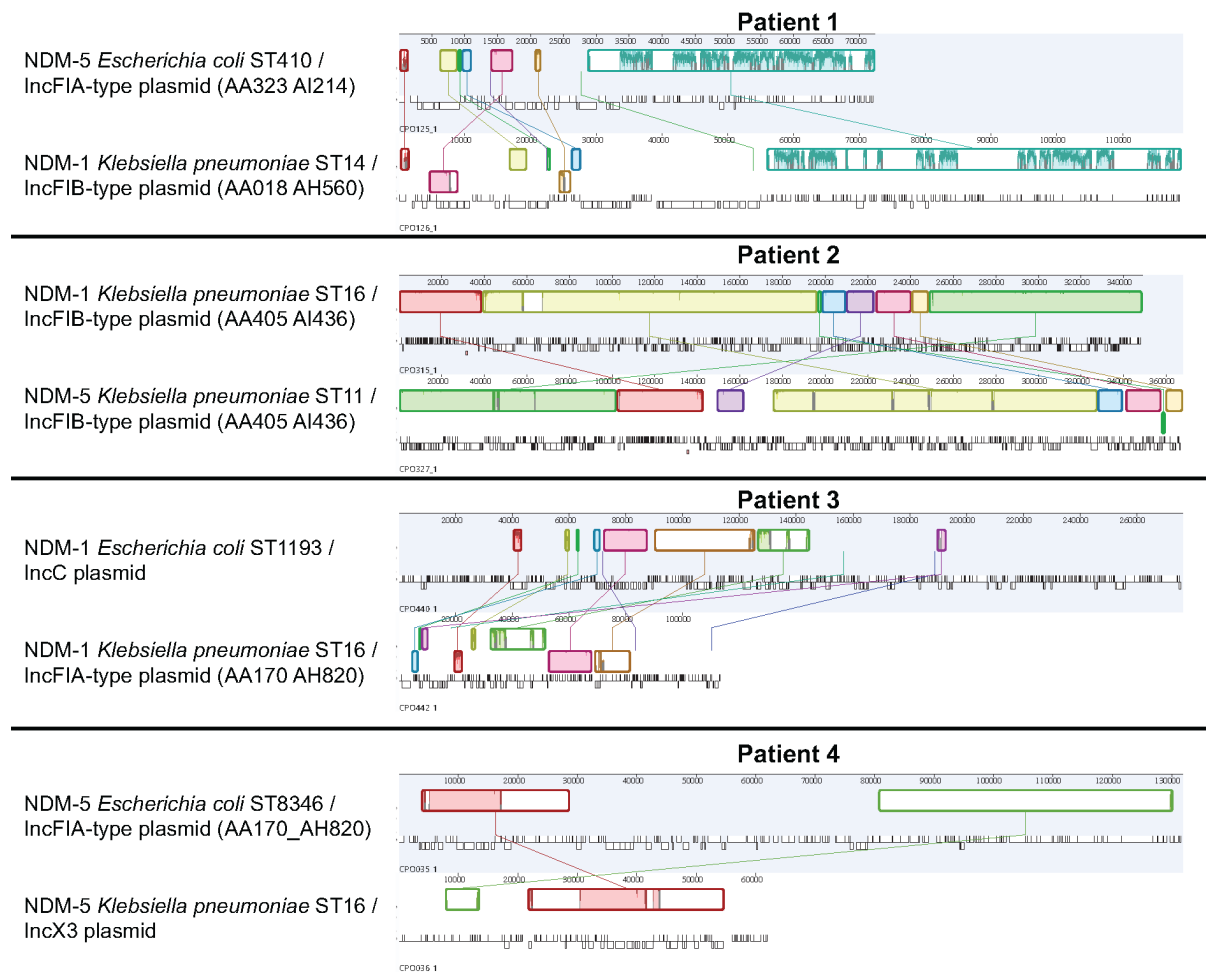 Patient 1
5000 10000 15000 20000 25000 30000 35000 40000 45000 50000 55000 60000 65000 70000
NDM-5 Escherichia coli ST410 /
IncFIA-type plasmid (AA323 AI214)
CPO125_1
10000 20000 30000 40000 50000 60000 70000 80000 90000 100000 110000
NDM-1 Klebsiella pneumoniae ST14 /
IncFIB-type plasmid (AA018 AH560)
CPO126_1
Patient 2
20000 40000 60000 80000 100000 120000 140000 160000 180000 200000 220000 240000 260000 280000 300000 320000 340000
NDM-1 Klebsiella pneumoniae ST16 /
IncFIB-type plasmid (AA405 AI436)
CPO315_1
20000 40000 60000 80000 100000 120000 140000 160000 180000 200000 220000 240000 260000 280000 300000 320000 340000 360000
NDM-5 Klebsiella pneumoniae ST11 /
IncFIB-type plasmid (AA405 AI436)
CPO327_1
Patient 3
20000 40000 60000 80000 100000 120000 140000 160000 180000 200000 220000 240000 260000
NDM-1 Escherichia coli ST1193 /
IncC plasmid
CPO440_1
20000 40000 60000 80000 100000
NDM-1 Klebsiella pneumoniae ST16 /
IncFIA-type plasmid (AA170 AH820)
CPO442_1
Patient 4
10000 20000 30000 40000 50000 60000 70000 80000 90000 100000 110000 120000 130000
NDM-5 Escherichia coli ST8346 /
IncFIA-type plasmid (AA170_AH820)
CPO035_1
10000 20000 30000 40000 50000 60000
NDM-5 Klebsiella pneumoniae ST16 /
IncX3 plasmid
CPO036_1